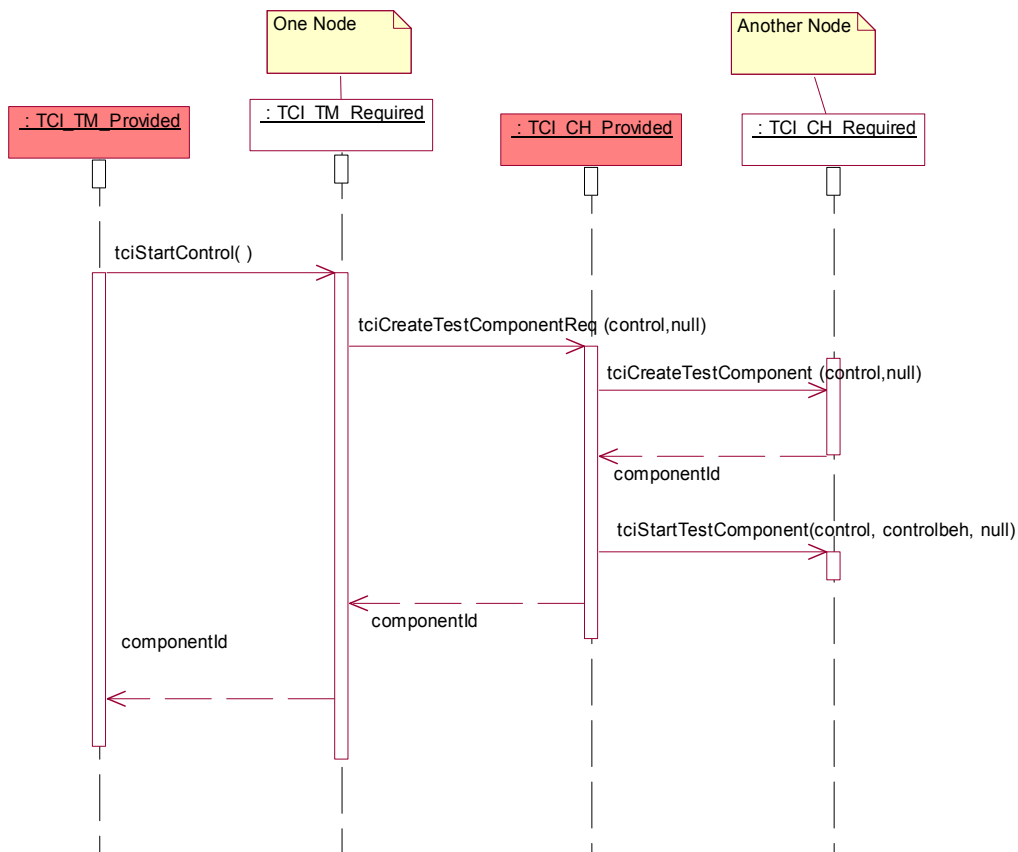 One Node
Another Node
: TCI_TM_Provided
: TCI_TM_Required
: TCI_CH_Provided
: TCI_CH_Required
tciStartControl( )
tciCreateTestComponentReq (control,null)
tciCreateTestComponent (control,null)
componentId
tciStartTestComponent(control, controlbeh, null)
componentId
componentId